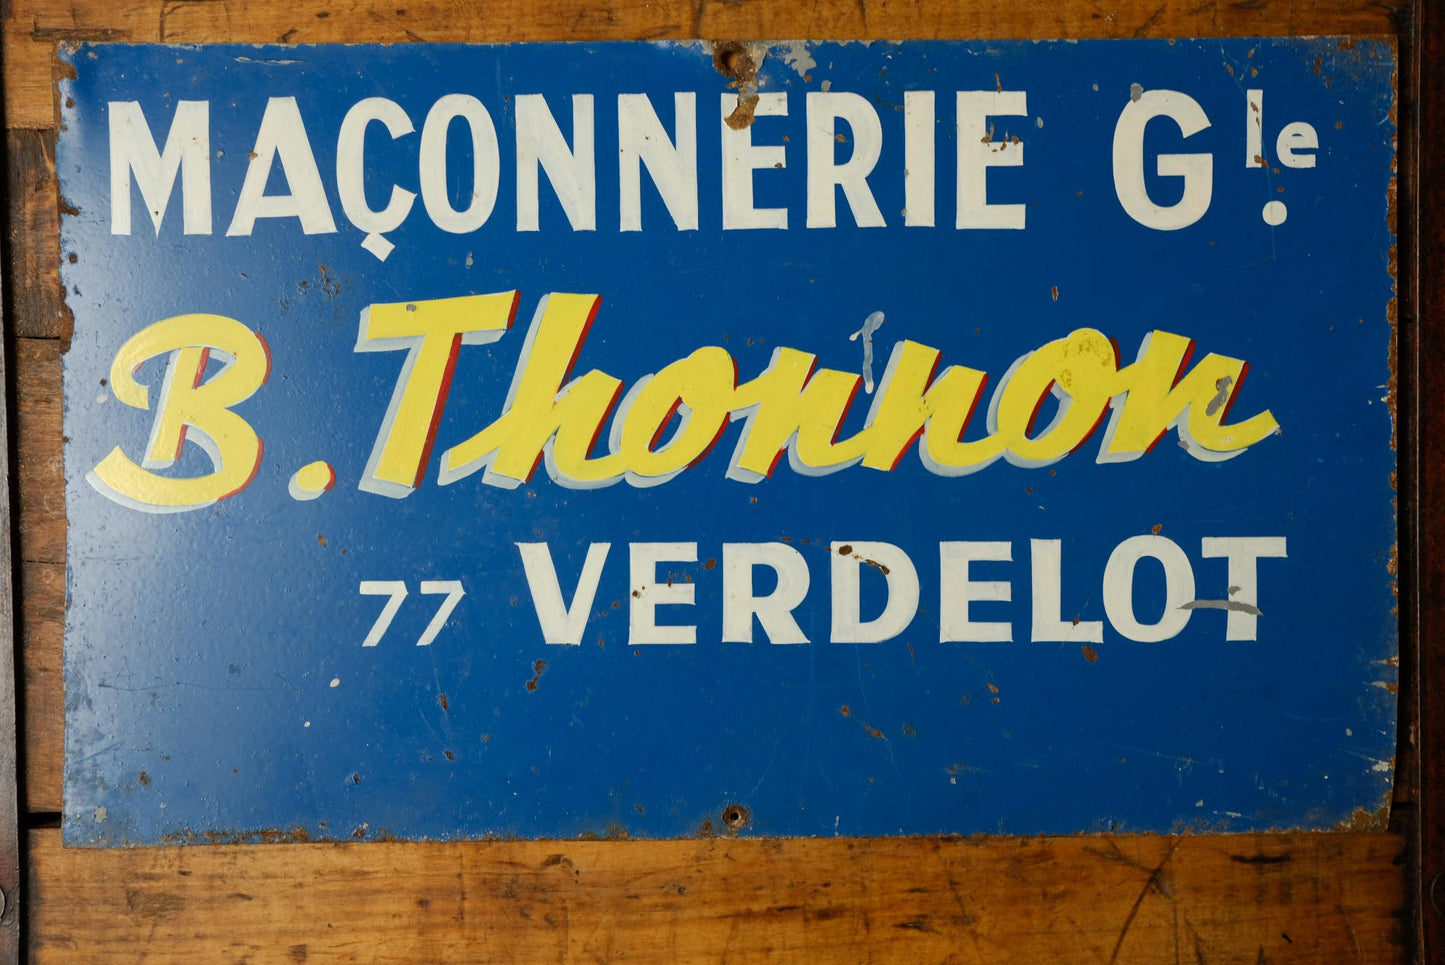 MAÇONNERIE Gle.
B. Thonnon
77 VERDELOT